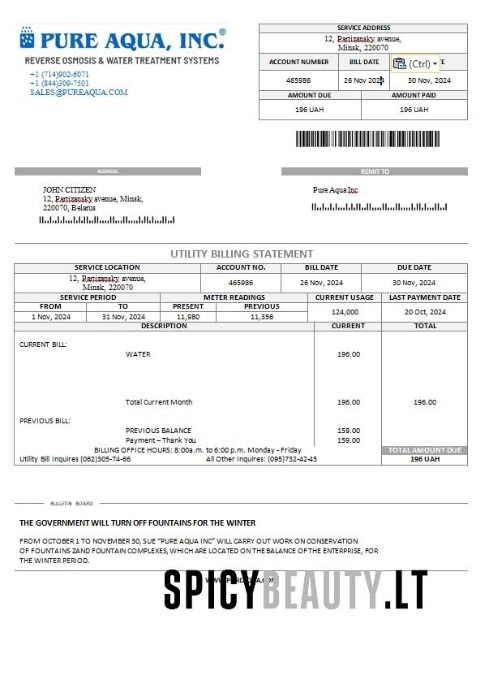 PURE AQUA, INC.®
REVERSE OSMOSIS & WATER TREATMENT SYSTEMS
+1 (714)902-6071
+1 (844)309-7501
SALES@PUREAQUA.COM
SERVICE ADDRESS
12, Partizansky avenue,
Minsk, 220070
ACCOUNT NUMBER BILL DATE (Ctrl) E
465986 26 Nov 2024 30 Nov, 2024
AMOUNT DUE AMOUNT PAID
196 UAH 196 UAH
ADDRESS REMIT TO
JOHN CITIZEN Pure Aqua Inc
12, Partizansky avenue, Minsk,
220070, Belarus
UTILITY BILLING STATEMENT
SERVICE LOCATION ACCOUNT NO. BILL DATE DUE DATE
12, Partizansky avenue,
Minsk, 220070 465986 26 Nov, 2024 30 Nov, 2024
SERVICE PERIOD METER READINGS CURRENT USAGE LAST PAYMENT DATE
FROM TO PRESENT PREVIOUS 124,000 20 Oct, 2024
1 Nov, 2024 31 Nov, 2024 11,980 11,356
DESCRIPTION CURRENT TOTAL
CURRENT BILL:
WATER 196.00
Total Current Month 196.00 196.00
PREVIOUS BILL:
PREVIOUS BALANCE 159.00
Payment – Thank You 159.00
BILLING OFFICE HOURS: 8:00a.m. to 6:00 p.m, Monday - Friday TOTAL AMOUNT DUE
Utility Bill Inquires (062)305-74-66 All Other Inquires: (095)732-42-45 196 UAH
BULLETIN BOARD
THE GOVERNMENT WILL TURN OFF FOUNTAINS FOR THE WINTER
FROM OCTOBER 1 TO NOVEMBER 30, SUE "PURE AQUA INC" WILL CARRY OUT WORK ON CONSERVATION
OF FOUNTAINS ZAND FOUNTAIN COMPLEXES, WHICH ARE LOCATED ON THE BALANCE OF THE ENTERPRISE, FOR
THE WINTER PERIOD.
SPICYBEAUTY.LT